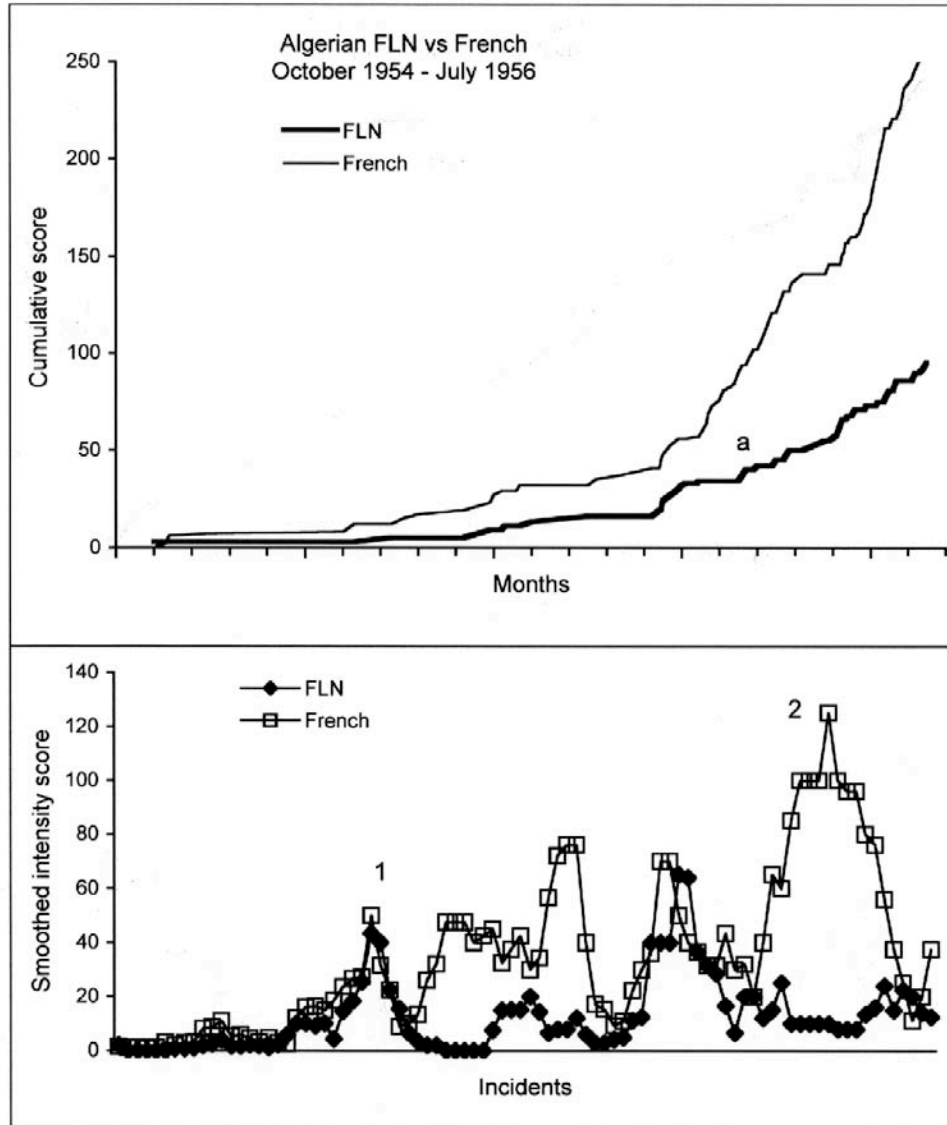 Algerian FLN vs French
October 1954 - July 1956
FLN
French
250
200
150
100
50
0
Cumulative score
a
Months
140
120
100
80
60
40
20
0
Smoothed intensity score
FLN
French
1
2
Incidents